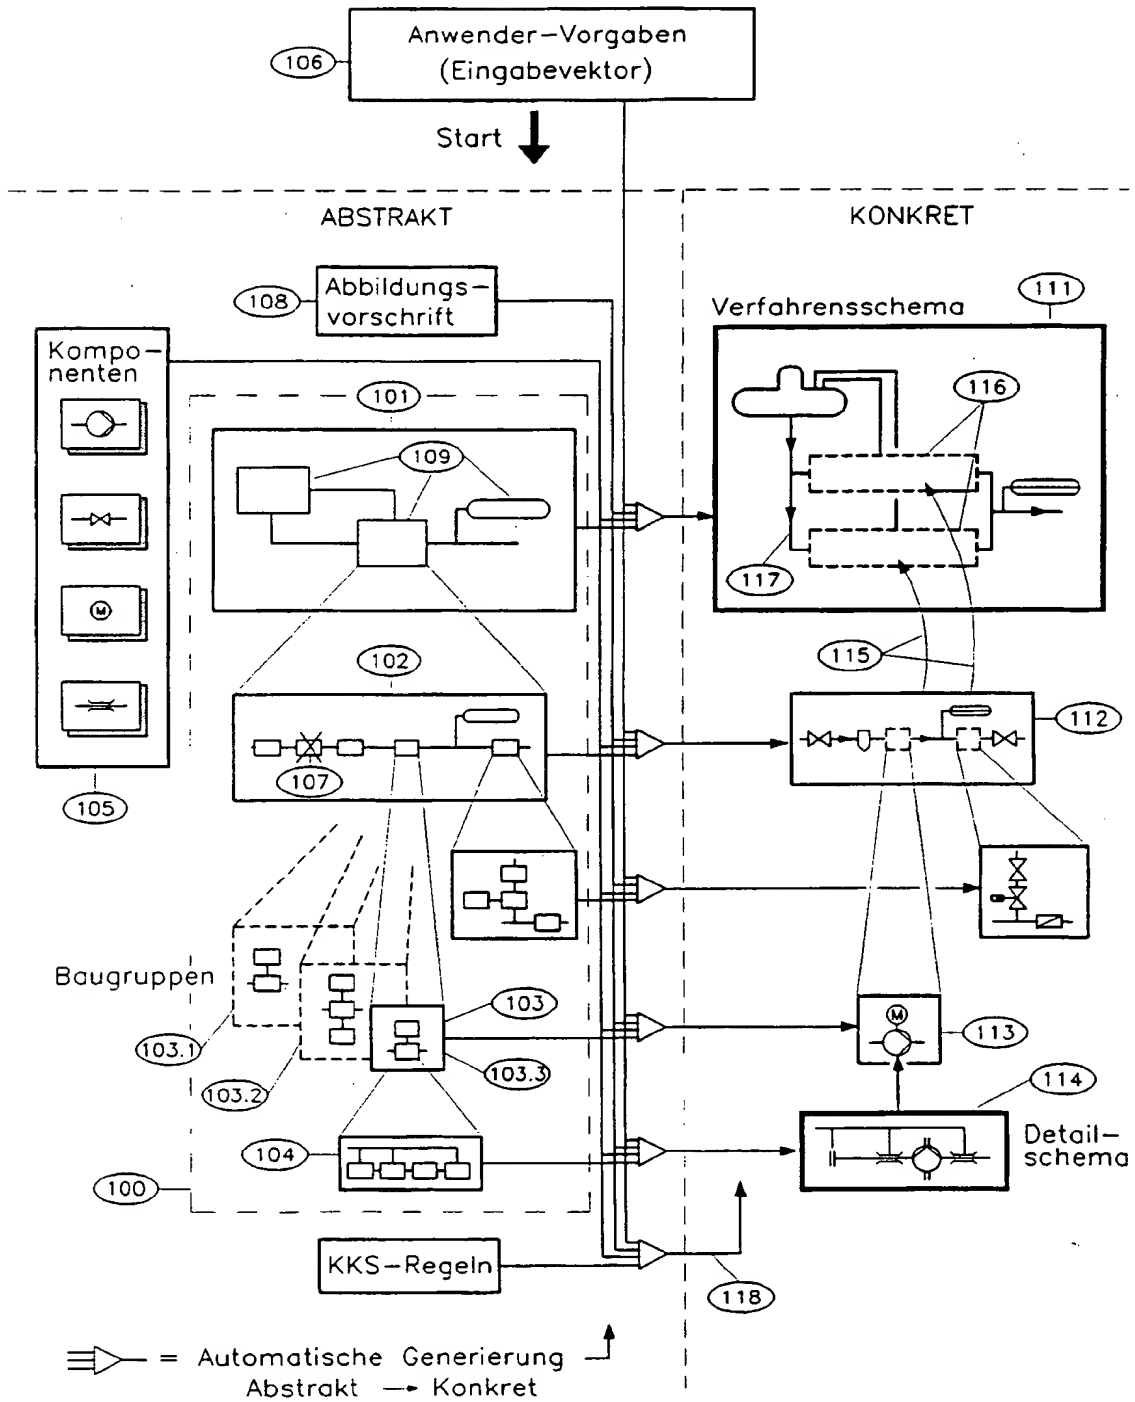 Anwender-Vorgaben
(Eingabevektor)
106
Start
ABSTRAKT
KONKRET
108
Abbildungs-
vorschrift
111
Verfahrensschema
Kompo-
nenten
101
109
116
M
117
102
115
107
112
105
Baugruppen
103
M
113
103.1
103.2
103.3
114
104
Detail-
schema
100
KKS-Regeln
118
= Automatische Generierung
Abstrakt → Konkret